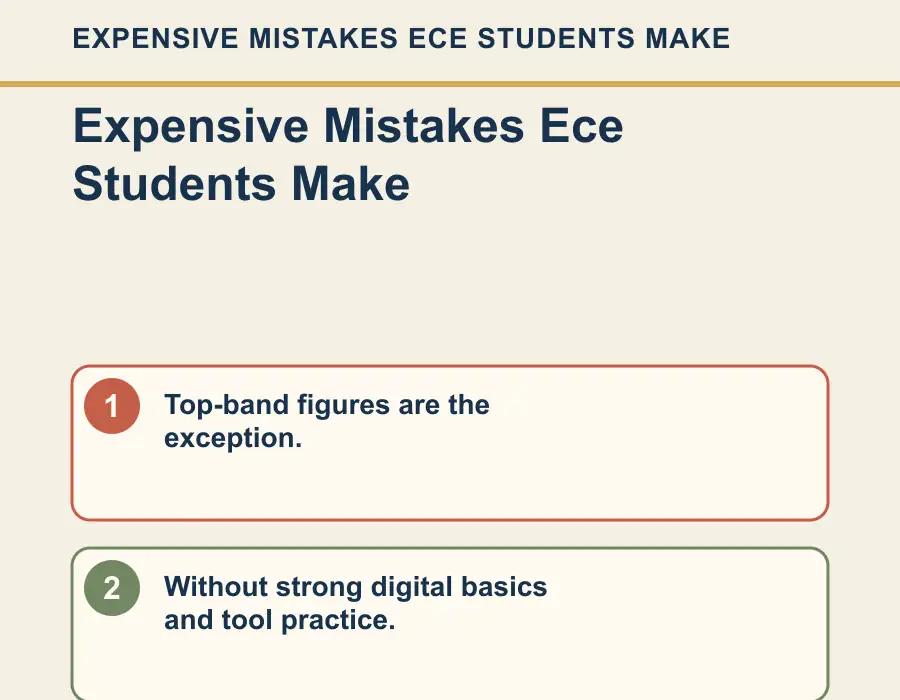 EXPENSIVE MISTAKES ECE STUDENTS MAKE
Expensive Mistakes Ece
Students Make
1
Top-band figures are the
exception.
2
Without strong digital basics
and tool practice.